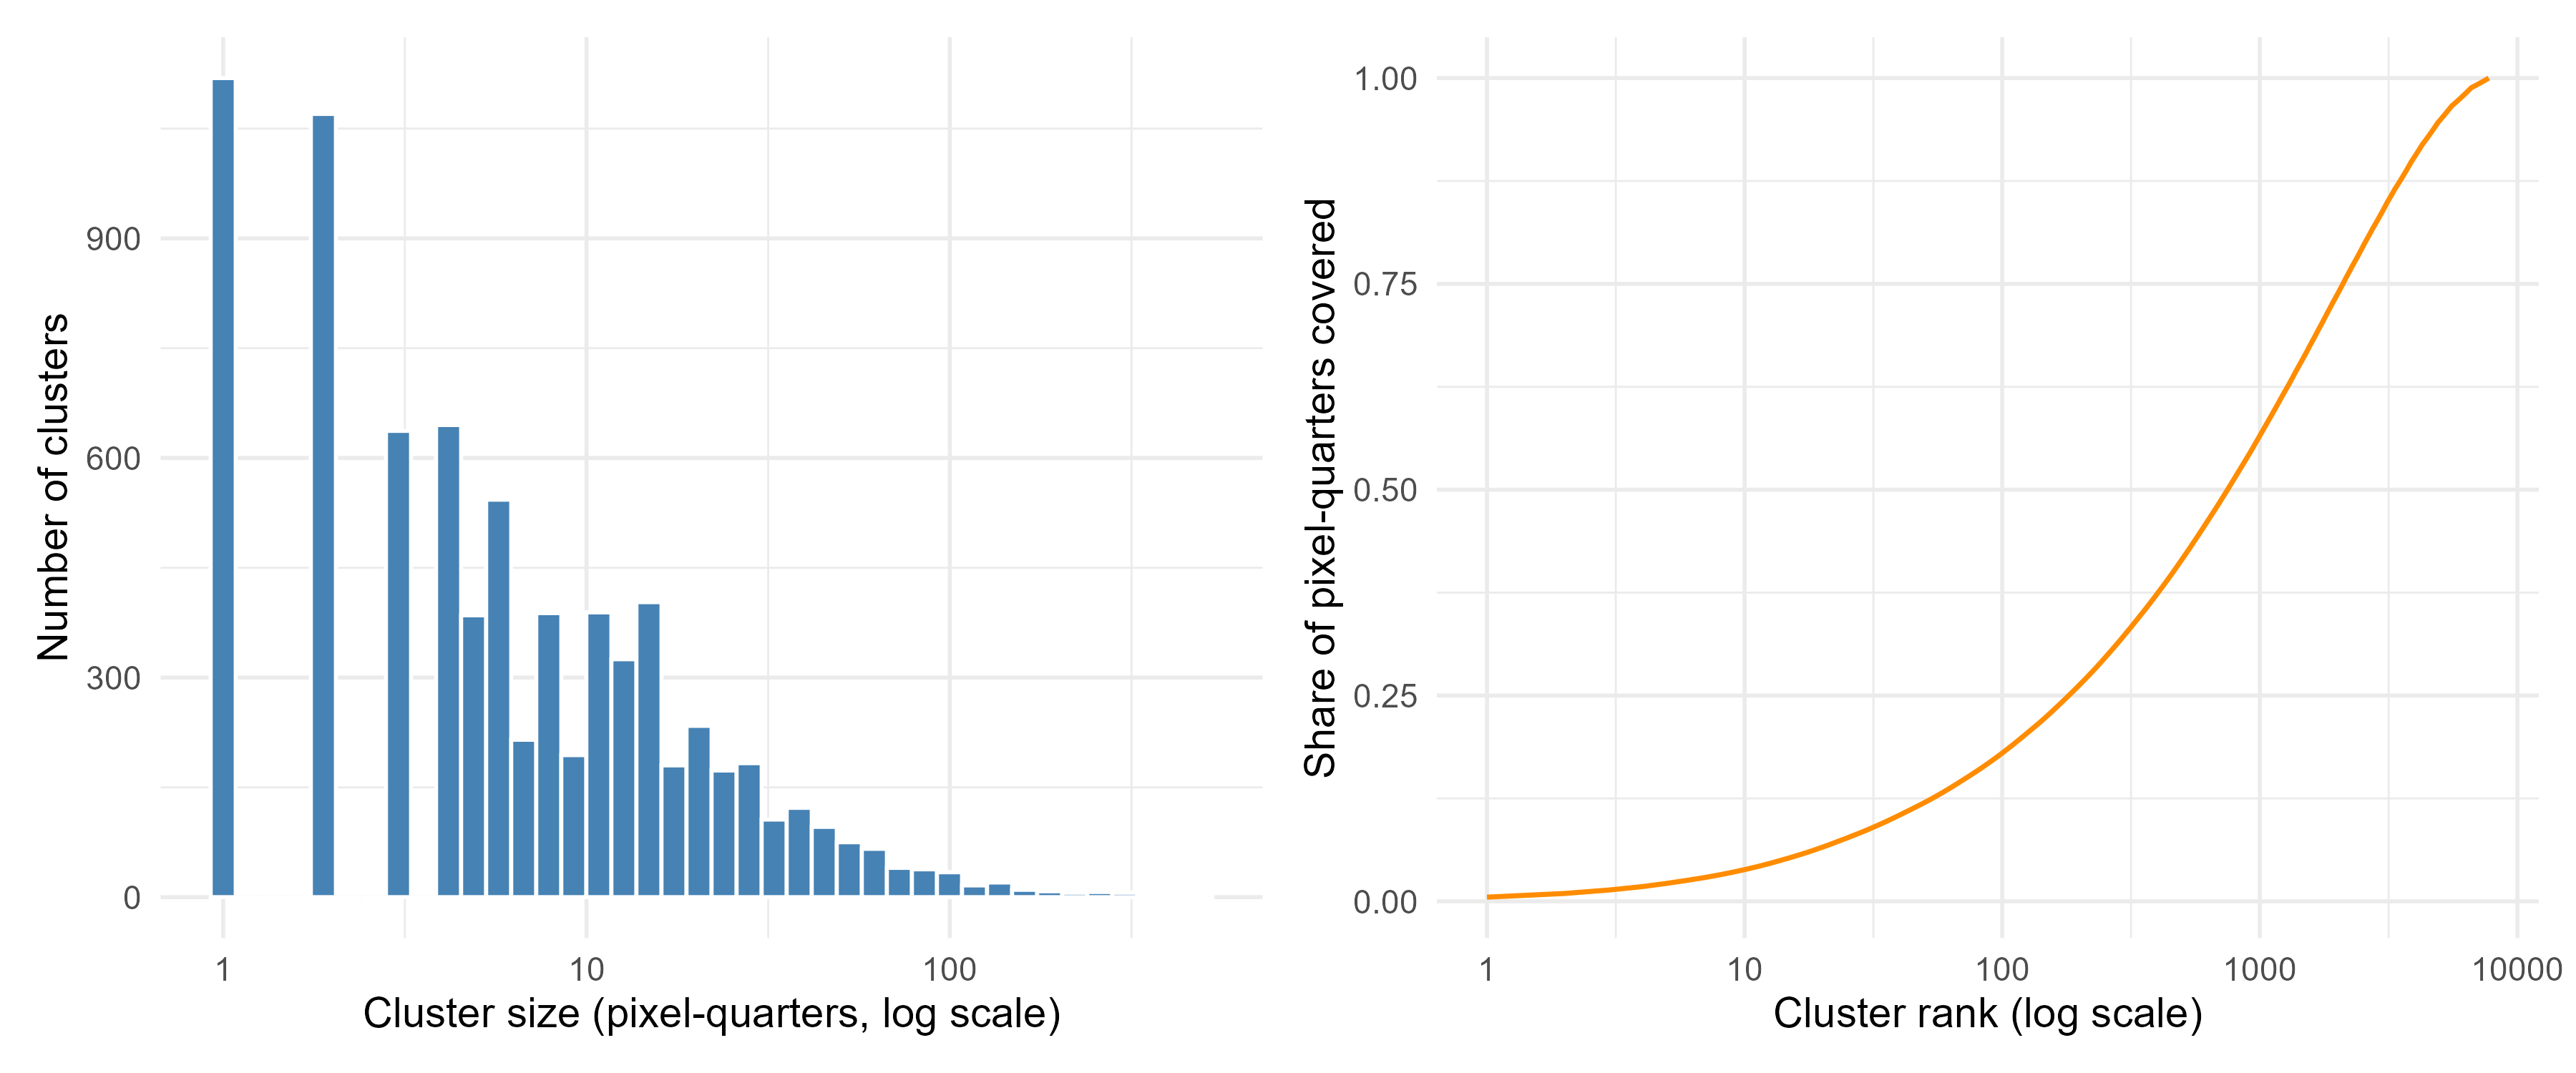 Number of clusters
900
600
300
0
1 10 100
Cluster size (pixel-quarters, log scale)
Share of pixel-quarters covered
1.00
0.75
0.50
0.25
0.00
1 10 100 1000 10000
Cluster rank (log scale)